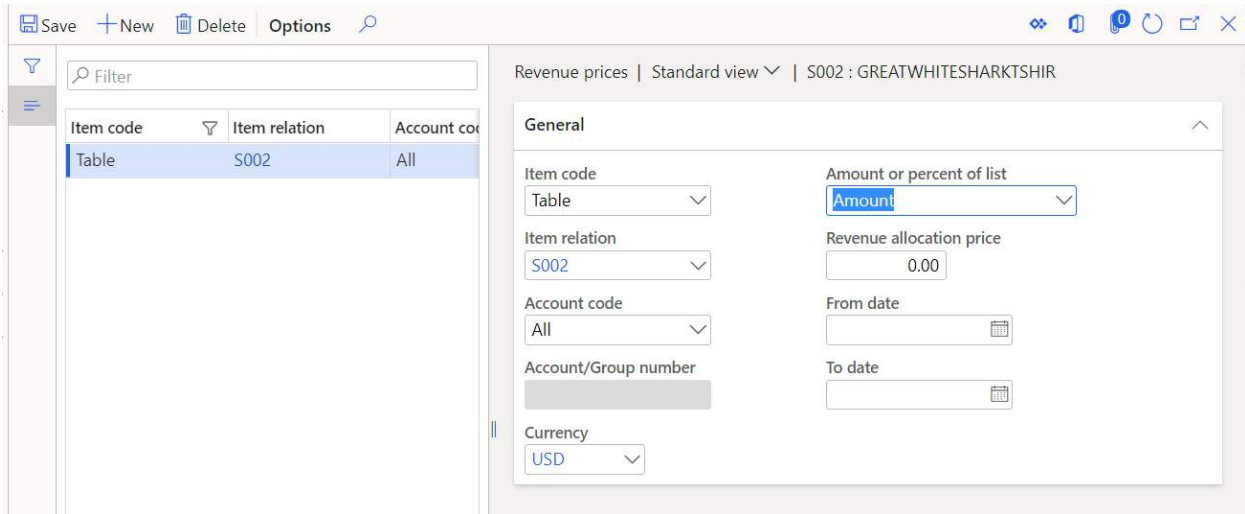 Save New Delete Options 0
Filter
Item code Item relation Account cod
Table S002 All
Revenue prices | Standard view | S002 : GREATWHITESHARKTSHIR
General
Item code Amount or percent of list
Table Amount
Item relation Revenue allocation price
S002 0.00
Account code From date
All
Account/Group number To date
Currency
USD